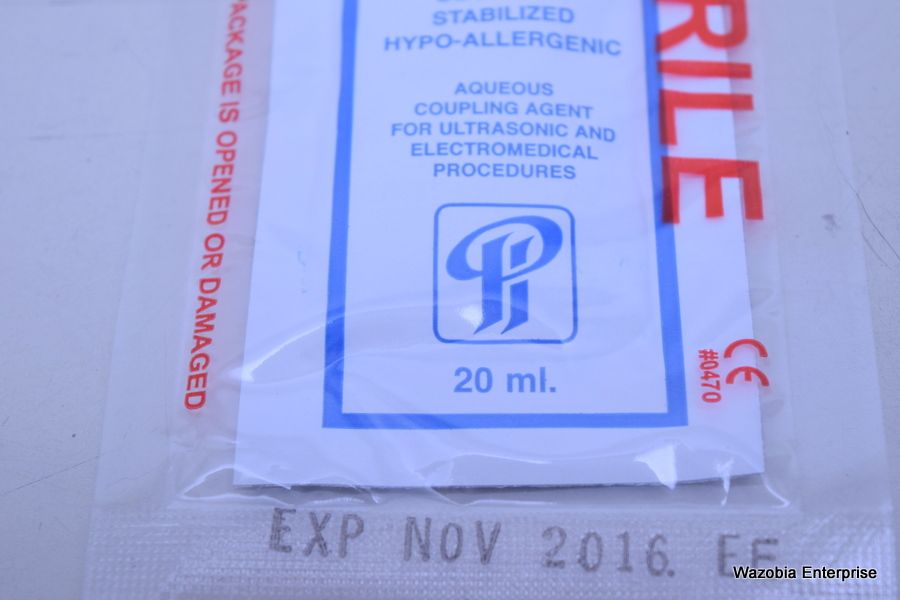 STABILIZED
HYPO-ALLERGENIC
AQUEOUS
COUPLING AGENT
FOR ULTRASONIC AND
ELECTROMEDICAL
PROCEDURES
20 ml.
PACKAGE IS OPENED OR DAMAGED
RILE
CE
#0470
EXP NOV 2016.
Wazobia Enterprise